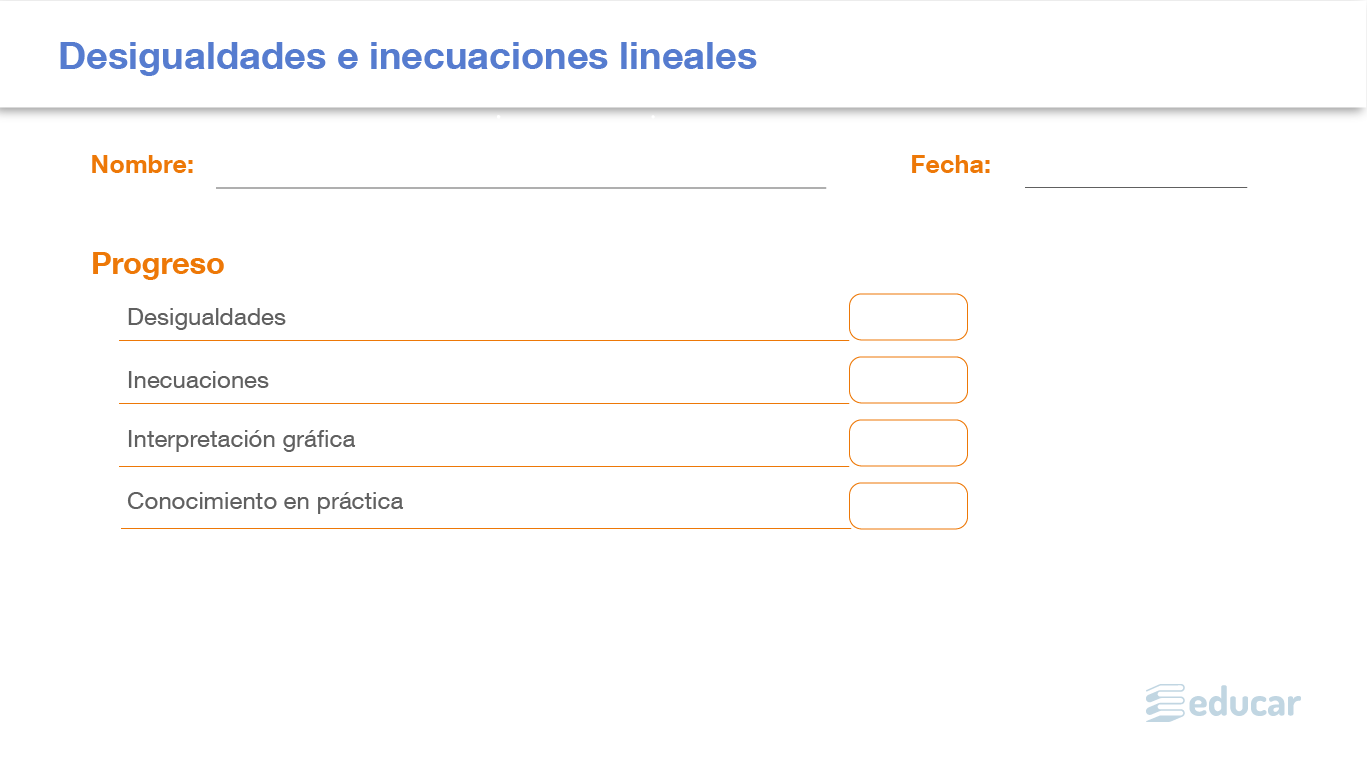 Desigualdades e inecuaciones lineales
Nombre: Fecha:
Progreso
Desigualdades
Inecuaciones
Interpretación gráfica
Conocimiento en práctica
educar